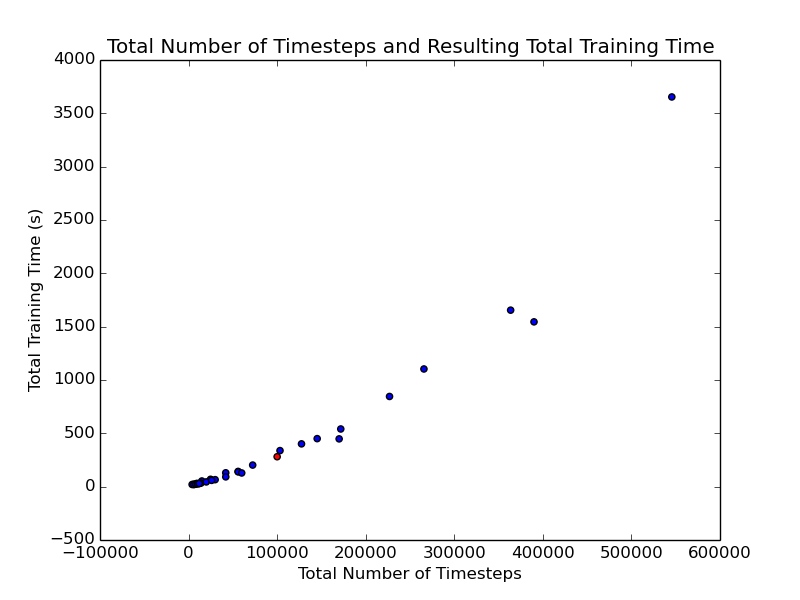 Total Number of Timesteps and Resulting Total Training Time
4000
3500
3000
2500
2000
1500
1000
500
0
−500
Total Training Time (s)
−100000 0 100000 200000 300000 400000 500000 600000
Total Number of Timesteps